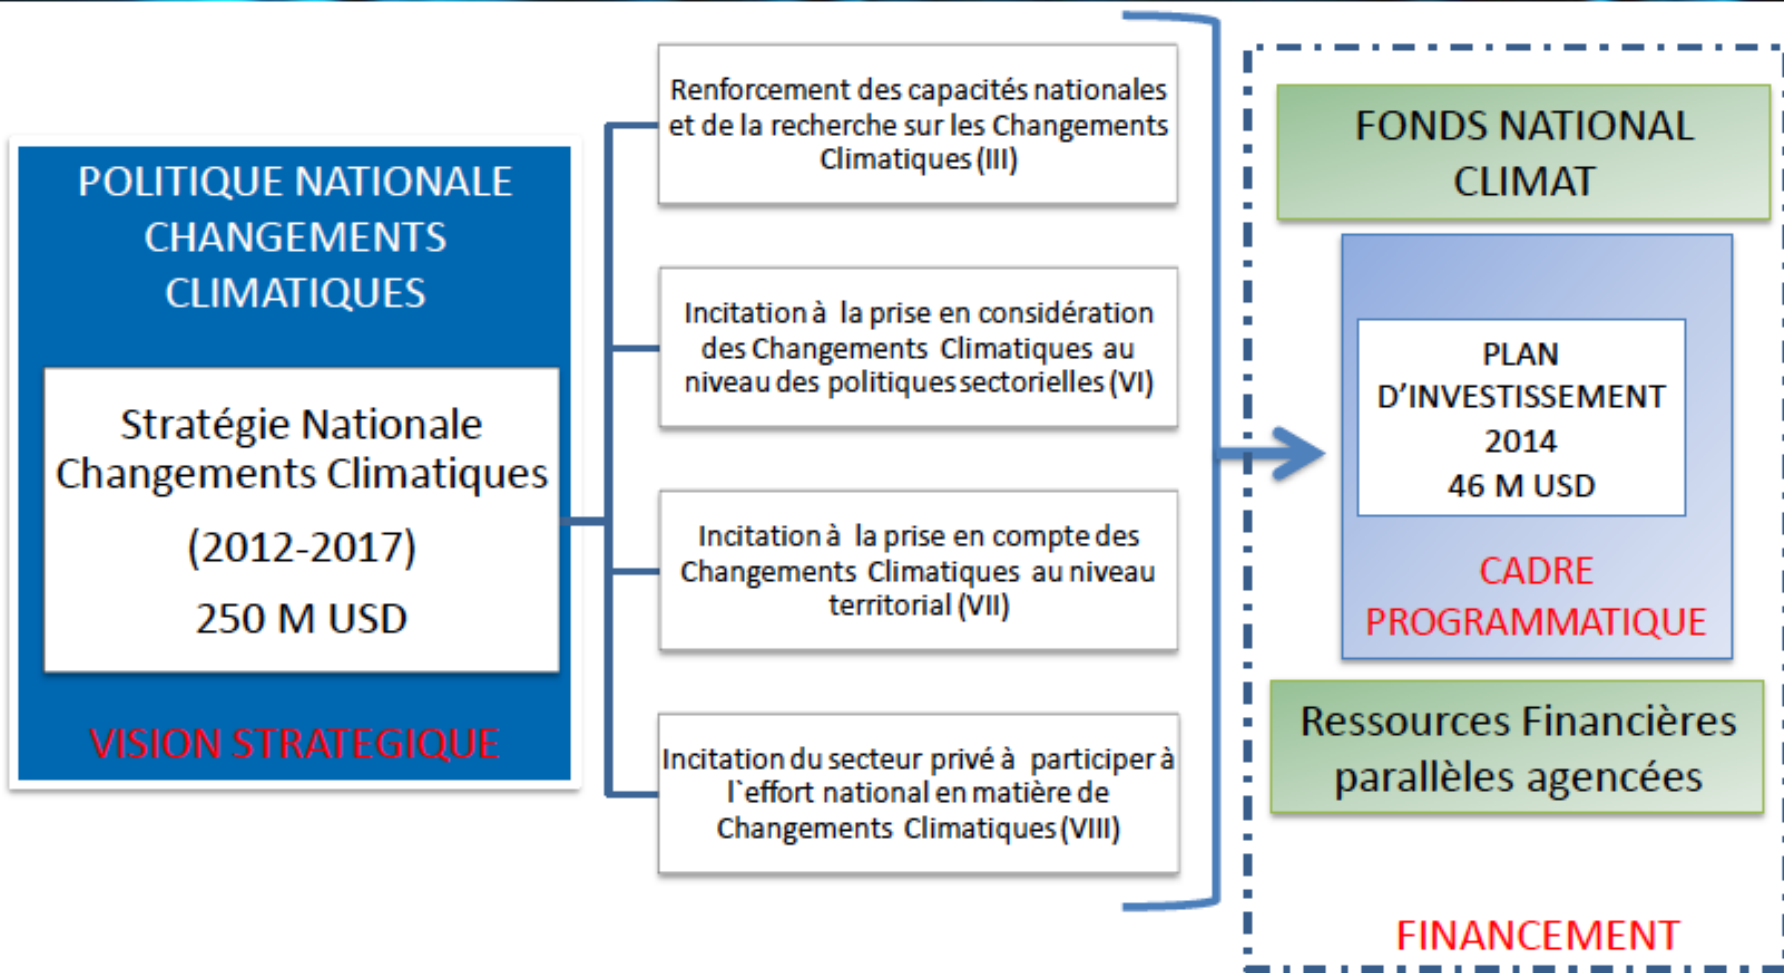 POLITIQUE NATIONALE
CHANGEMENTS
CLIMATIQUES
Stratégie Nationale
Changements Climatiques
(2012-2017)
250 M USD
VISION STRATEGIQUE
Renforcement des capacités nationales
et de la recherche sur les Changements
Climatiques (III)
Incitation à la prise en considération
des Changements Climatiques au
niveau des politiques sectorielles (VI)
Incitation à la prise en compte des
Changements Climatiques au niveau
territorial (VII)
Incitation du secteur privé à participer à
l`effort national en matière de
Changements Climatiques (VIII)
FONDS NATIONAL
CLIMAT
PLAN
D’INVESTISSEMENT
2014
46 M USD
CADRE
PROGRAMMATIQUE
Ressources Financières
parallèles agencées
FINANCEMENT